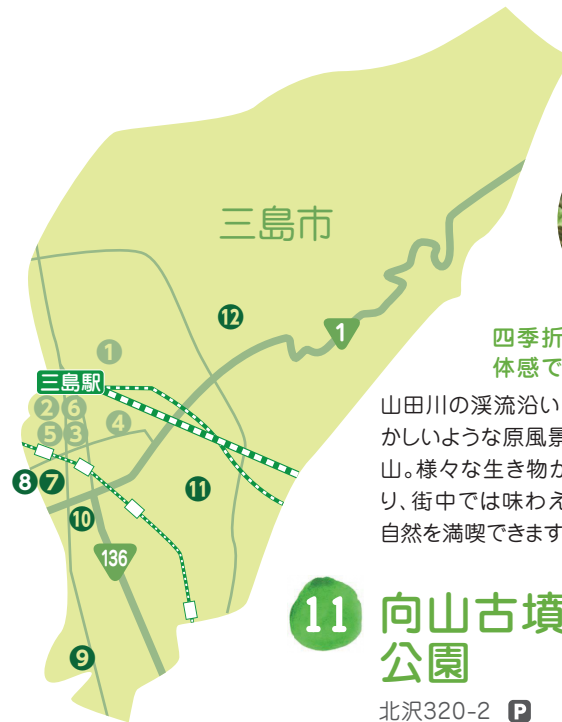 三島市
⑫
1
①
三島駅
② ⑥
④
⑤ ③
⑪
⑧ ⑦
⑩
136
⑨
四季折
体感で
山田川の渓流沿い
かしいような原風景
山。様々な生き物か
り、街中では味わえ
自然を満喫できます
11 向山古墳
公園
北沢320-2 P